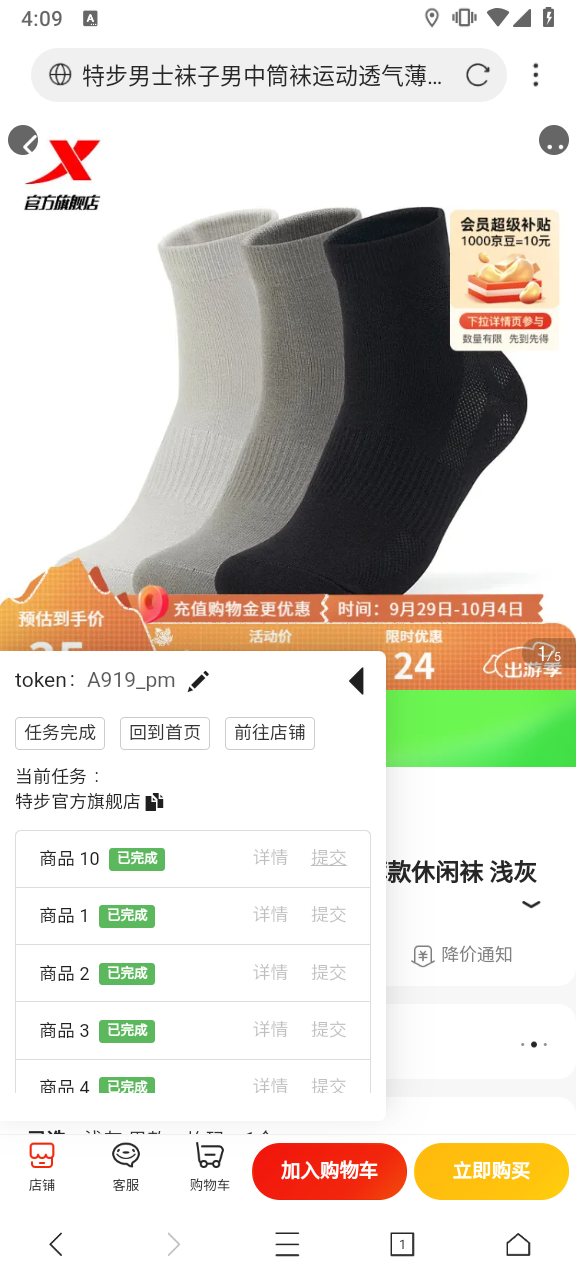 4:09
A
特步男士袜子男中筒袜运动透气薄...
官方旗舰店
会员超级补贴
1000京豆=10元
下拉详情页参与
数量有限 先到先得
预估到手价
充值购物金更优惠
时间：9月29日-10月4日
活动价
限时优惠
24
出游季
1/5
token: A919_pm
任务完成
回到首页
前往店铺
当前任务：
特步官方旗舰店
商品 10 已完成 详情 提交
商品 1 已完成 详情 提交
商品 2 已完成 详情 提交
商品 3 已完成 详情 提交
商品 4 已完成 详情 提交
款休闲袜 浅灰
降价通知
店铺
客服
购物车
加入购物车
立即购买
1